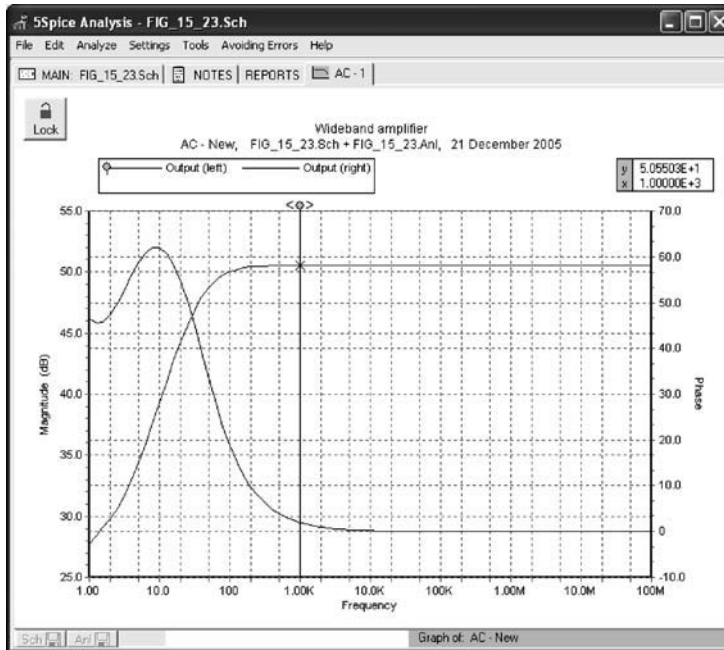 5Spice Analysis - FIG_15_23.Sch
File Edit Analyze Settings Tools Avoiding Errors Help
MAIN: FIG_15_23.Sch NOTES REPORTS AC - 1
Lock
Wideband amplifier
AC - New, FIG_15_23.Sch + FIG_15_23.Anl, 21 December 2005
Output (left) Output (right)
y 5.05503E+1
x 1.00000E+3
<>
55.0 70.0
60.0
50.0
50.0
45.0
40.0
Magnitude (dB)
40.0
30.0
Phase
35.0
20.0
10.0
30.0
0
25.0 -10.0
1.00 10.0 100 1.00K 10.0K 100K 1.00M 10.0M 100M
Frequency
Sch Anl Graph of: AC - New